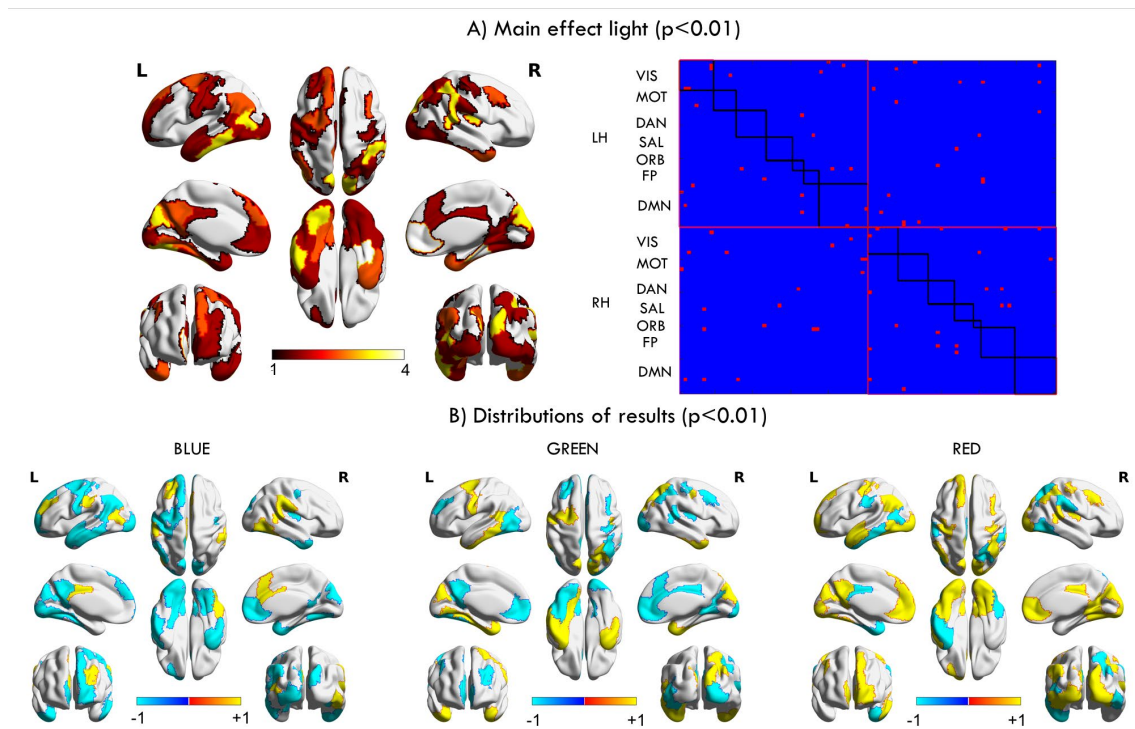 A) Main effect light (p<0.01)
L
R
1
4
LH
VIS
MOT
DAN
SAL
ORB
FP
DMN
RH
VIS
MOT
DAN
SAL
ORB
FP
DMN
B) Distributions of results (p<0.01)
BLUE
GREEN
RED
L
R
L
R
L
R
-1
+1
-1
+1
-1
+1